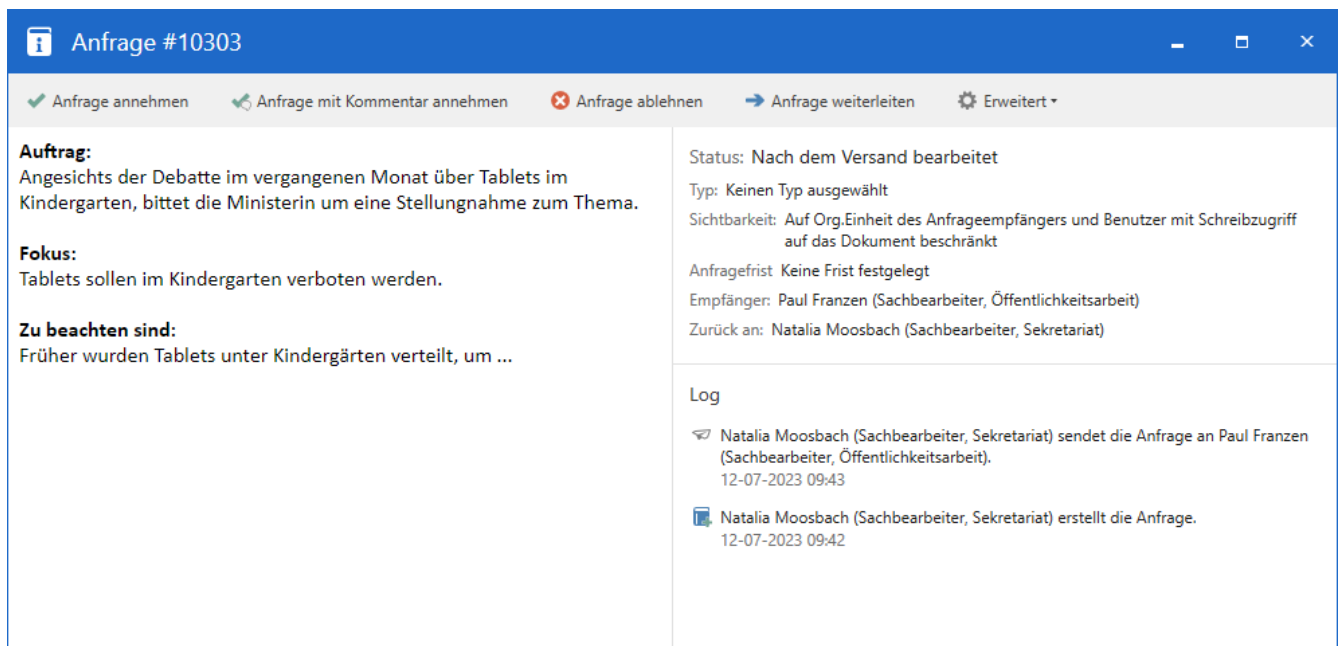 Anfrage #10303
Anfrage annehmen Anfrage mit Kommentar annehmen Anfrage ablehnen Anfrage weiterleiten Erweitert
Auftrag:
Angesichts der Debatte im vergangenen Monat über Tablets im
Kindergarten, bittet die Ministerin um eine Stellungnahme zum Thema.
Fokus:
Tablets sollen im Kindergarten verboten werden.
Zu beachten sind:
Früher wurden Tablets unter Kindergärten verteilt, um ...
Status: Nach dem Versand bearbeitet
Typ: Keinen Typ ausgewählt
Sichtbarkeit: Auf Org.Einheit des Anfrageempfängers und Benutzer mit Schreibzugriff
auf das Dokument beschränkt
Anfragefrist Keine Frist festgelegt
Empfänger: Paul Franzen (Sachbearbeiter, Öffentlichkeitsarbeit)
Zurück an: Natalia Moosbach (Sachbearbeiter, Sekretariat)
Log
Natalia Moosbach (Sachbearbeiter, Sekretariat) sendet die Anfrage an Paul Franzen
(Sachbearbeiter, Öffentlichkeitsarbeit).
12-07-2023 09:43
Natalia Moosbach (Sachbearbeiter, Sekretariat) erstellt die Anfrage.
12-07-2023 09:42